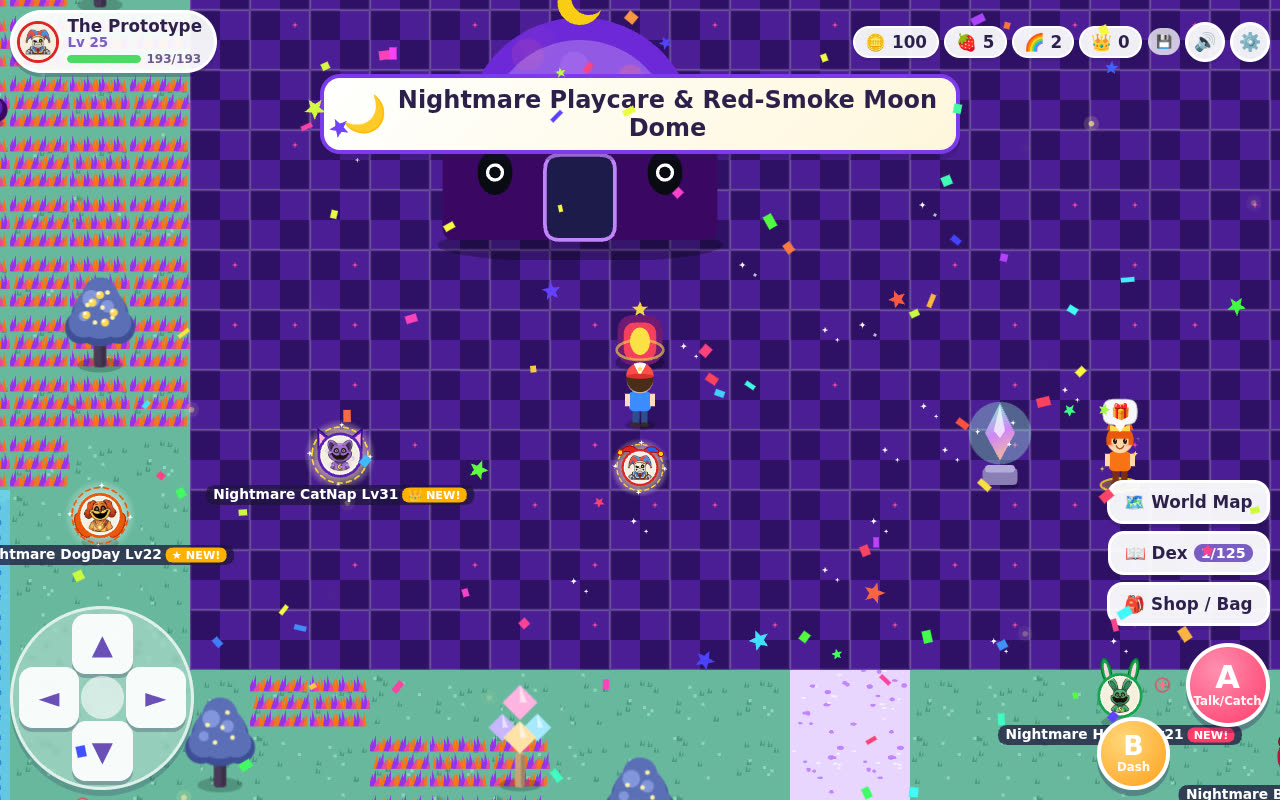 The Prototype
Lv 25
193/193
100
5
2
0
Nightmare Playcare & Red-Smoke Moon
Dome
Nightmare CatNap Lv31 NEW!
htmare DogDay Lv22 ★ NEW!
World Map
Dex /125
Shop / Bag
A
Talk/Catch
Nightmare H 21 NEW!
B
Dash
Nightmare